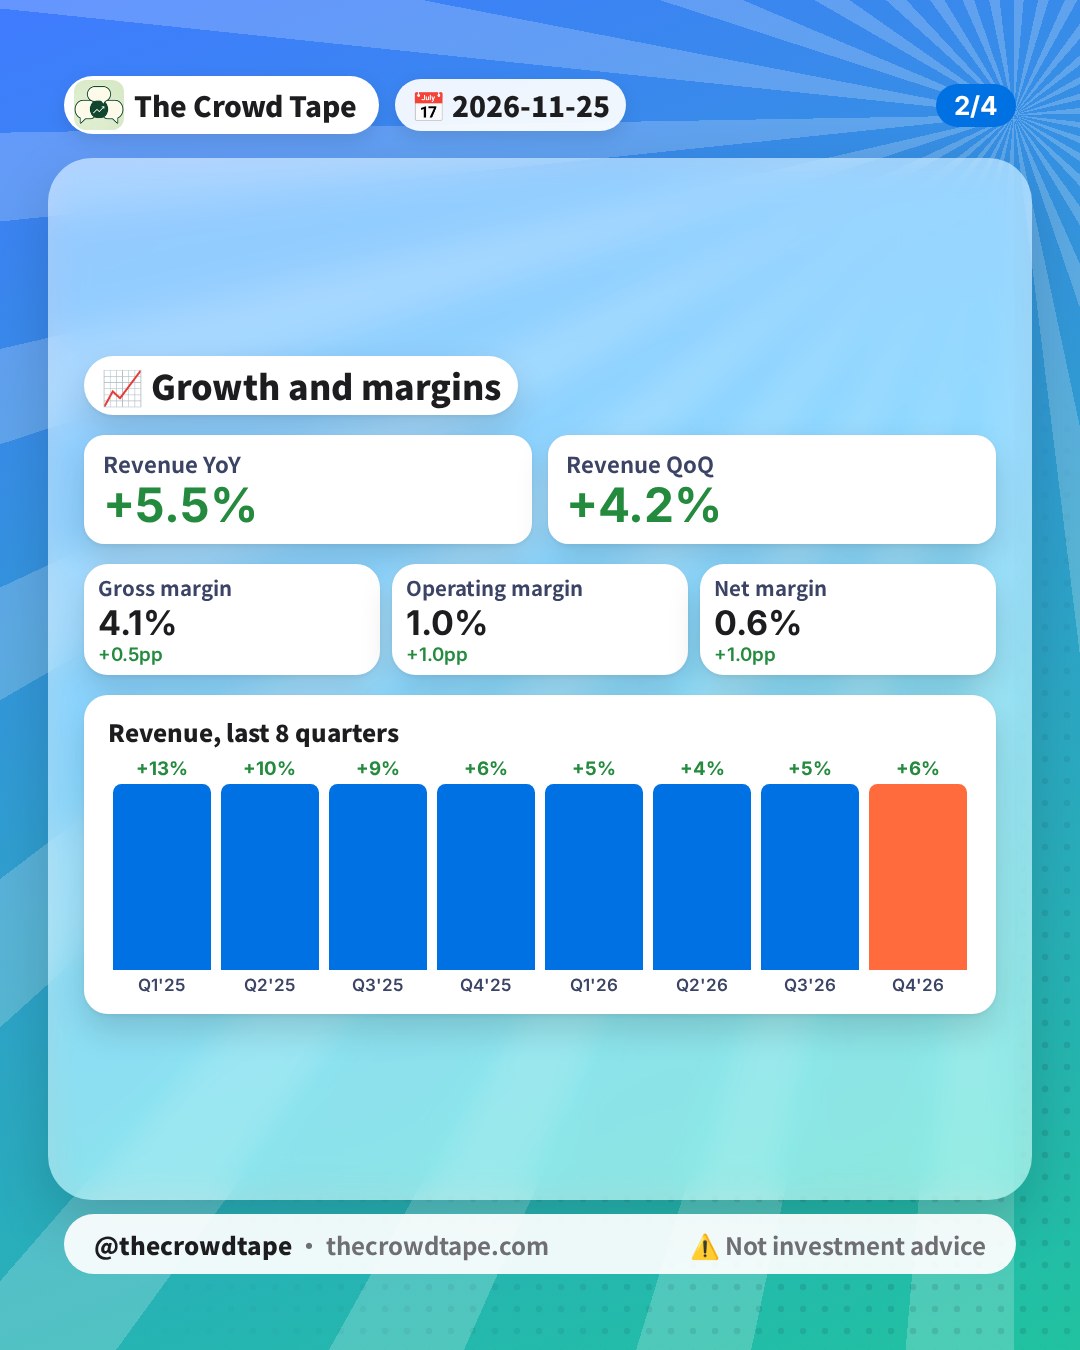 The Crowd Tape
📅 2026-11-25
2/4
📈 Growth and margins
Revenue YoY
+5.5%
Revenue QoQ
+4.2%
Gross margin
4.1%
+0.5pp
Operating margin
1.0%
+1.0pp
Net margin
0.6%
+1.0pp
Revenue, last 8 quarters
+13% +10% +9% +6% +5% +4% +5% +6%
Q1'25 Q2'25 Q3'25 Q4'25 Q1'26 Q2'26 Q3'26 Q4'26
@thecrowdtape • thecrowdtape.com
⚠️ Not investment advice